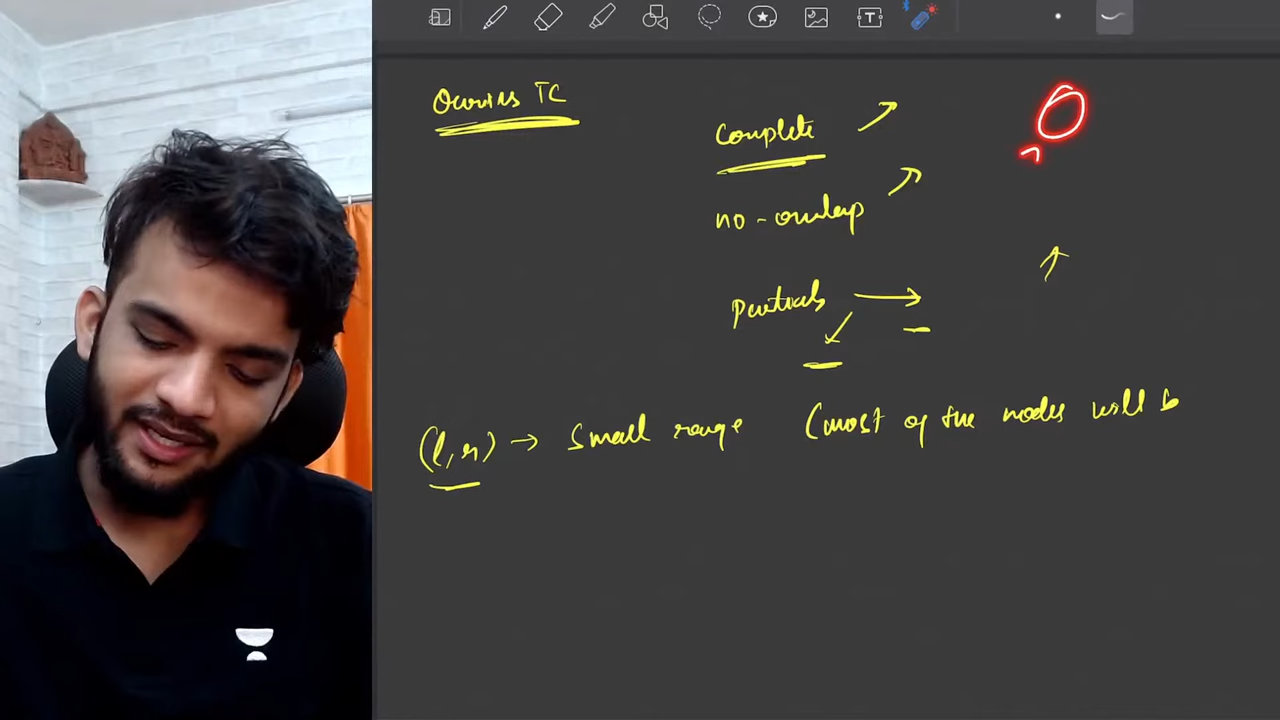 Queries TC
Complete
no-overlap
partials
(l,r) → Small range (most of the nodes will b